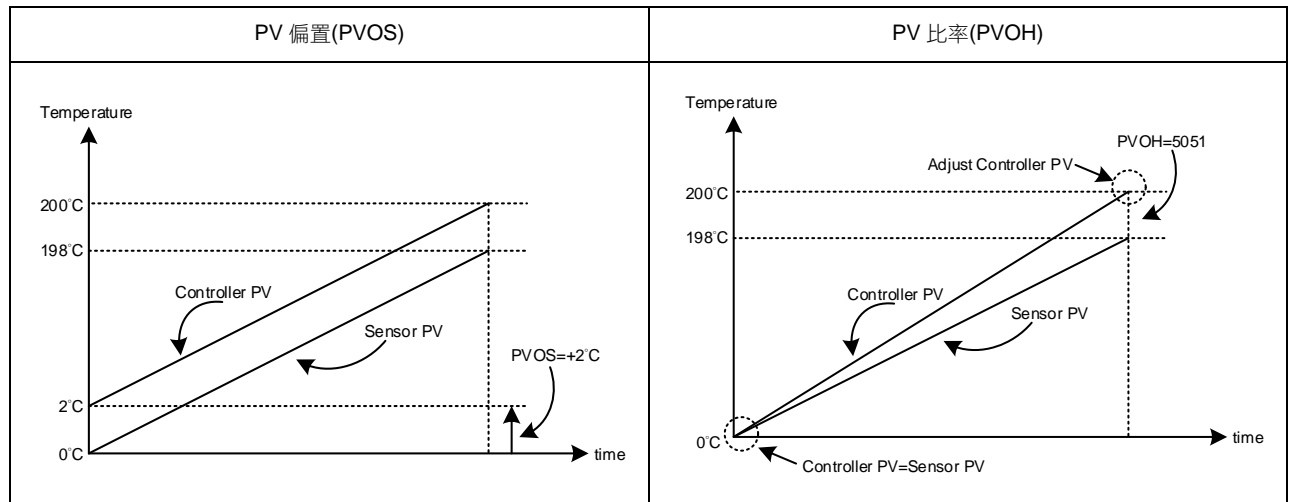 PV 偏置(PVOS)
Temperature
200°C
198°C
Controller PV
Sensor PV
PVOS=+2°C
2°C
0°C
time
PV 比率(PVOH)
Temperature
PVOH=5051
Adjust Controller PV
200°C
198°C
Controller PV
Sensor PV
0°C
time
Controller PV=Sensor PV